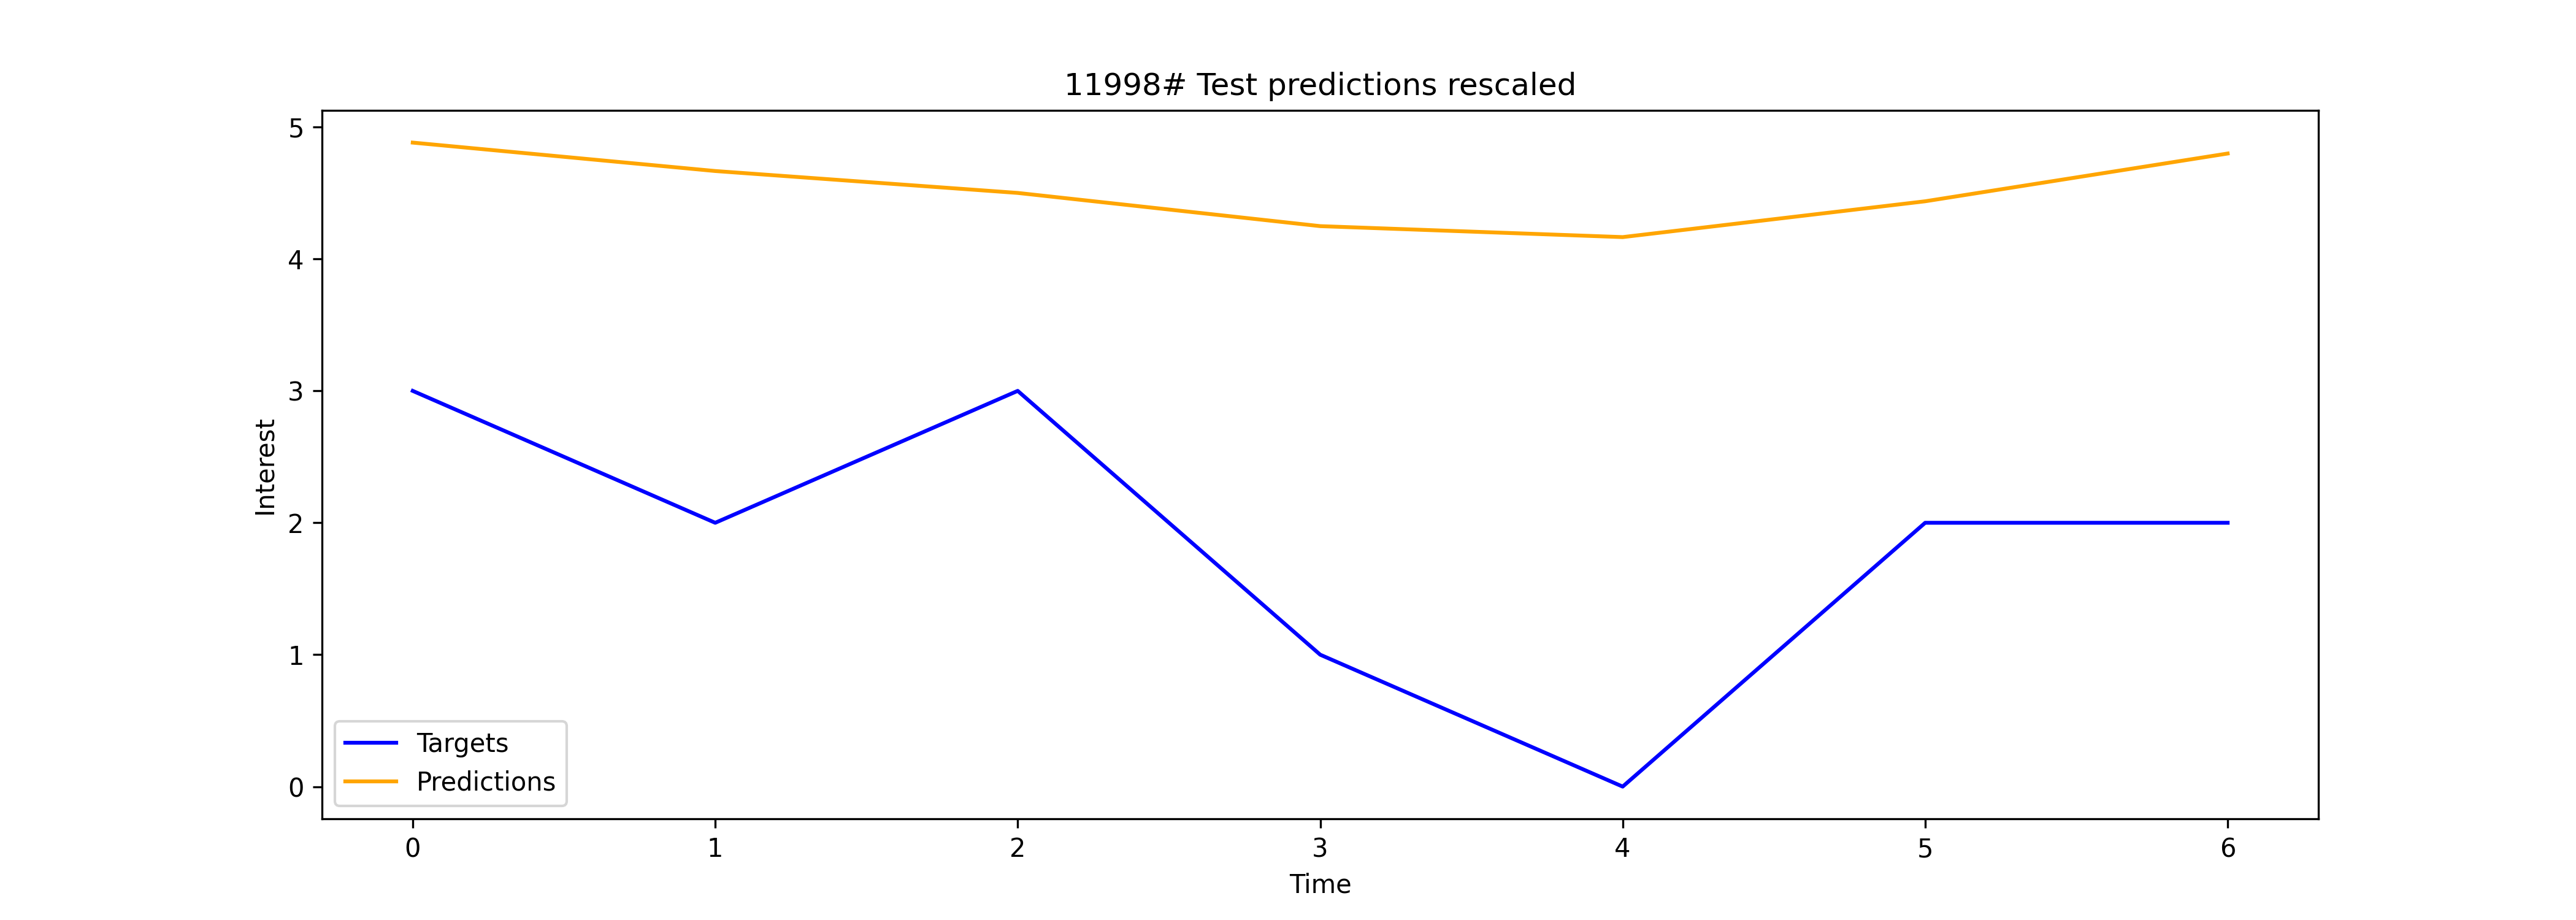 11998# Test predictions rescaled
5
4
3
2
1
0
Interest
Targets
Predictions
0 1 2 3 4 5 6
Time